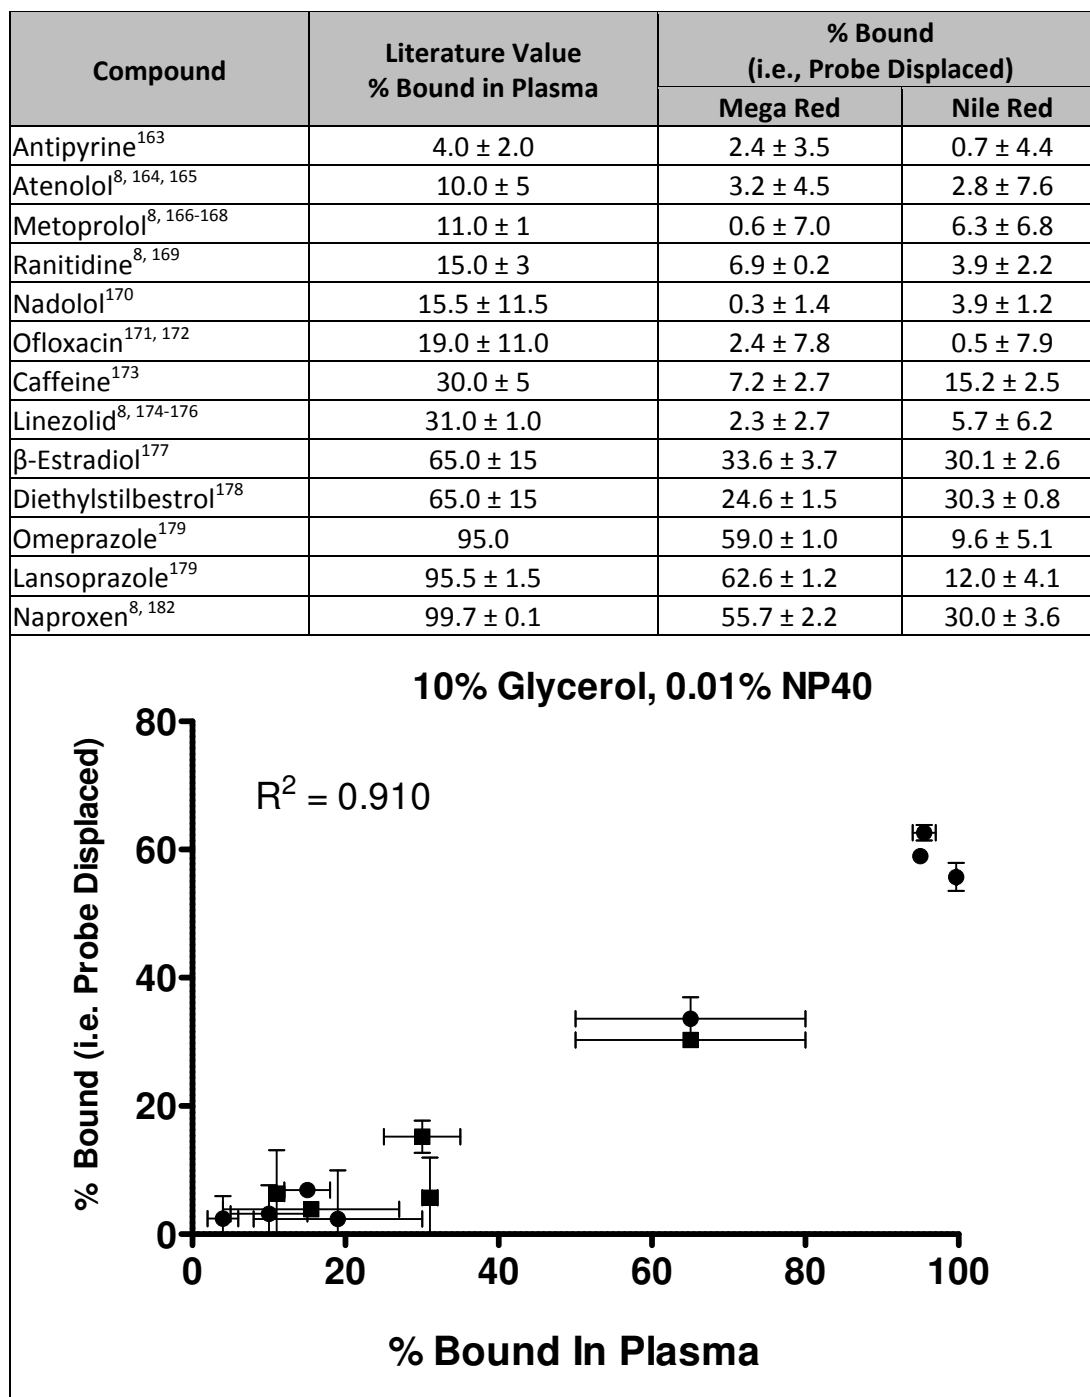 Compound
Literature Value
% Bound in Plasma
% Bound
(i.e., Probe Displaced)
Mega Red Nile Red
Antipyrine163 4.0 ± 2.0 2.4 ± 3.5 0.7 ± 4.4
Atenolol8, 164, 165 10.0 ± 5 3.2 ± 4.5 2.8 ± 7.6
Metoprolol8, 166-168 11.0 ± 1 0.6 ± 7.0 6.3 ± 6.8
Ranitidine8, 169 15.0 ± 3 6.9 ± 0.2 3.9 ± 2.2
Nadolol170 15.5 ± 11.5 0.3 ± 1.4 3.9 ± 1.2
Ofloxacin171, 172 19.0 ± 11.0 2.4 ± 7.8 0.5 ± 7.9
Caffeine173 30.0 ± 5 7.2 ± 2.7 15.2 ± 2.5
Linezolid8, 174-176 31.0 ± 1.0 2.3 ± 2.7 5.7 ± 6.2
β-Estradiol177 65.0 ± 15 33.6 ± 3.7 30.1 ± 2.6
Diethylstilbestrol178 65.0 ± 15 24.6 ± 1.5 30.3 ± 0.8
Omeprazole179 95.0 59.0 ± 1.0 9.6 ± 5.1
Lansoprazole179 95.5 ± 1.5 62.6 ± 1.2 12.0 ± 4.1
Naproxen8, 182 99.7 ± 0.1 55.7 ± 2.2 30.0 ± 3.6
10% Glycerol, 0.01% NP40
R2 = 0.910
% Bound (i.e. Probe Displaced)
80
60
40
20
0
0 20 40 60 80 100
% Bound In Plasma